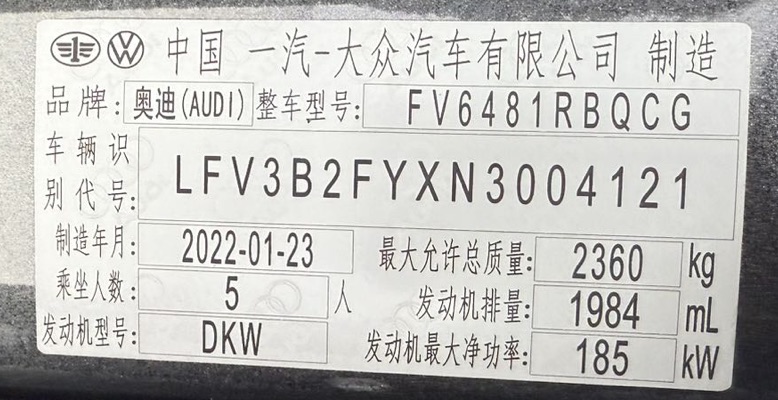 中国 一汽-大众汽车有限公司 制造
品牌: 奥迪(AUDI) 整车型号: FV6481RBQCG
车辆识别代号: LFV3B2FYXN3004121
制造年月: 2022-01-23 最大允许总质量: 2360 kg
乘坐人数: 5 人 发动机排量: 1984 mL
发动机型号: DKW 发动机最大净功率: 185 kW